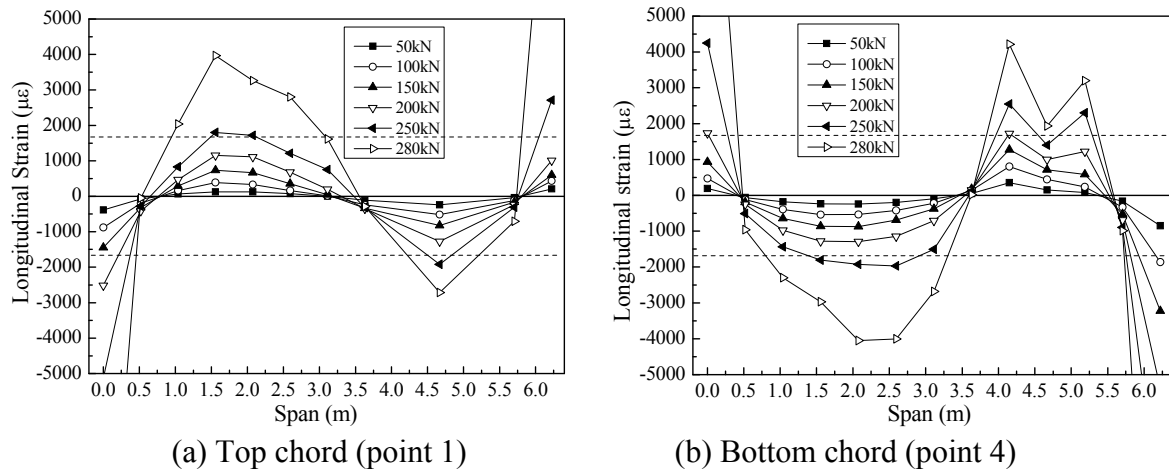 Longitudinal Strain (με)
5000
4000
3000
2000
1000
0
-1000
-2000
-3000
-4000
-5000
50kN
100kN
150kN
200kN
250kN
280kN
0.0 0.5 1.0 1.5 2.0 2.5 3.0 3.5 4.0 4.5 5.0 5.5 6.0
Span (m)
(a) Top chord (point 1)
Longitudinal strain (με)
5000
4000
3000
2000
1000
0
-1000
-2000
-3000
-4000
-5000
50kN
100kN
150kN
200kN
250kN
280kN
0.0 0.5 1.0 1.5 2.0 2.5 3.0 3.5 4.0 4.5 5.0 5.5 6.0
Span (m)
(b) Bottom chord (point 4)